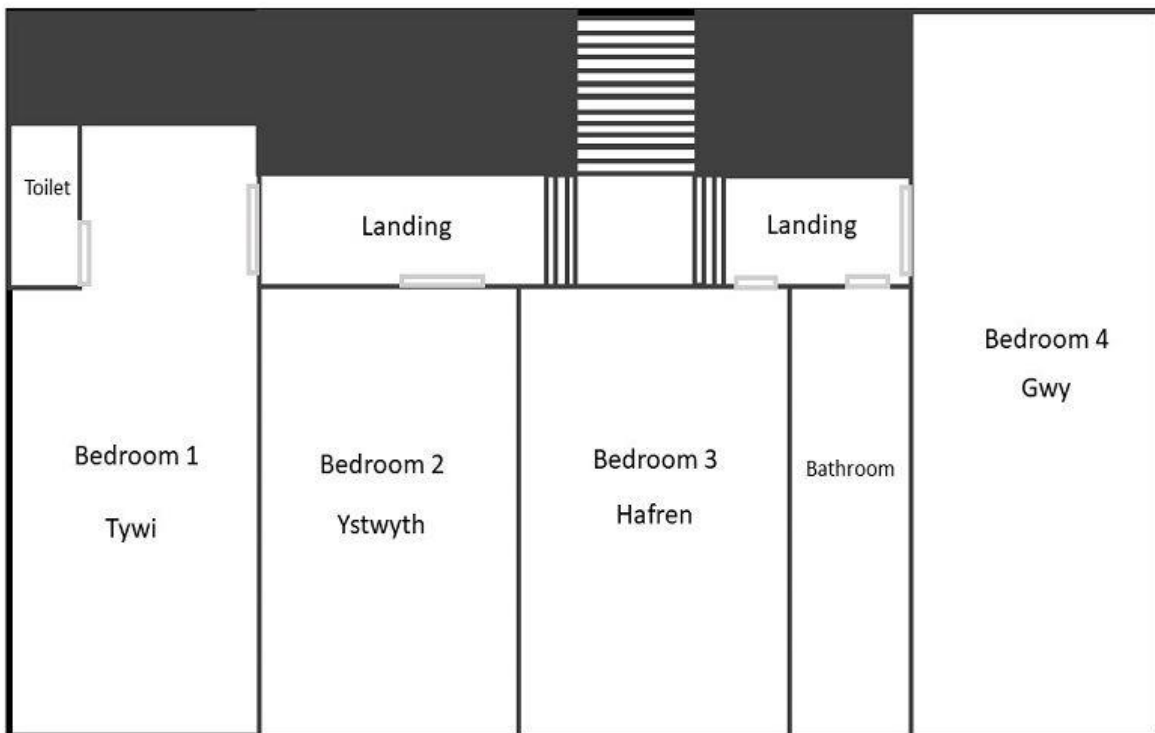 Toilet
Landing
Landing
Bedroom 1
Tywi
Bedroom 2
Ystwyth
Bedroom 3
Hafren
Bathroom
Bedroom 4
Gwy